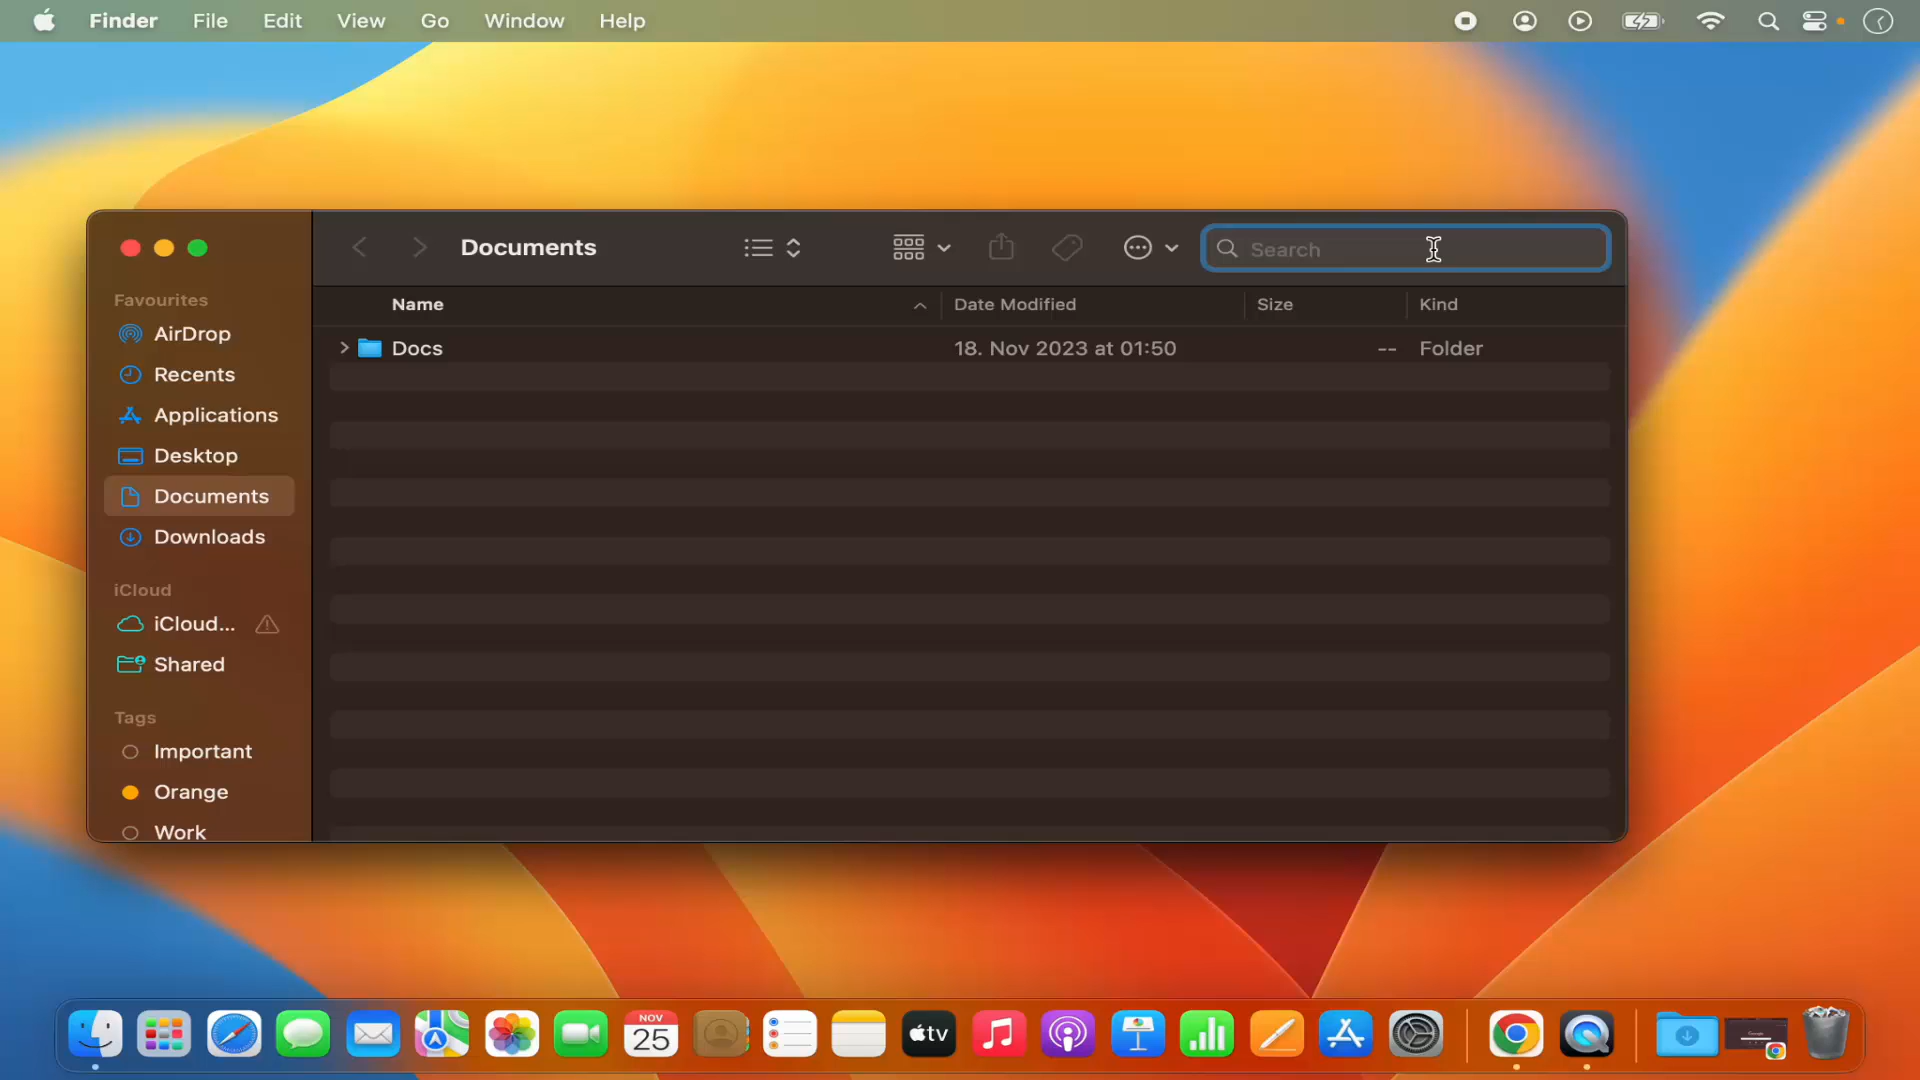 Finder File Edit View Go Window Help
Documents Search
Favourites
AirDrop
Recents
Applications
Desktop
Documents
Downloads
iCloud
iCloud...
Shared
Tags
Important
Orange
Work
Name Date Modified Size Kind
Docs 18. Nov 2023 at 01:50 -- Folder
NOV
25
tv